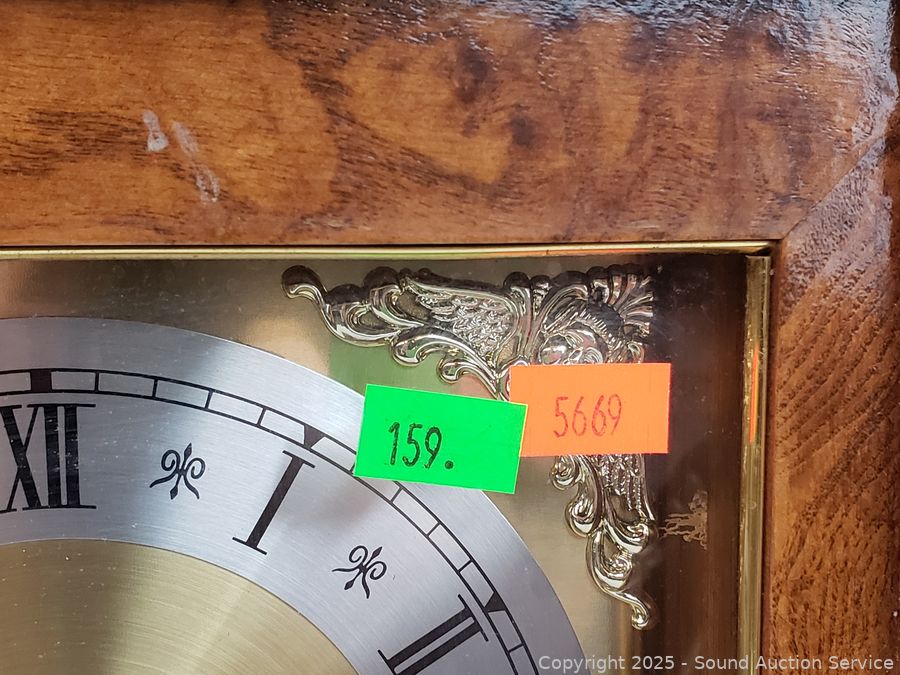 XII
I
II
159.
5669
Copyright © 2025 - Sound Auction Service